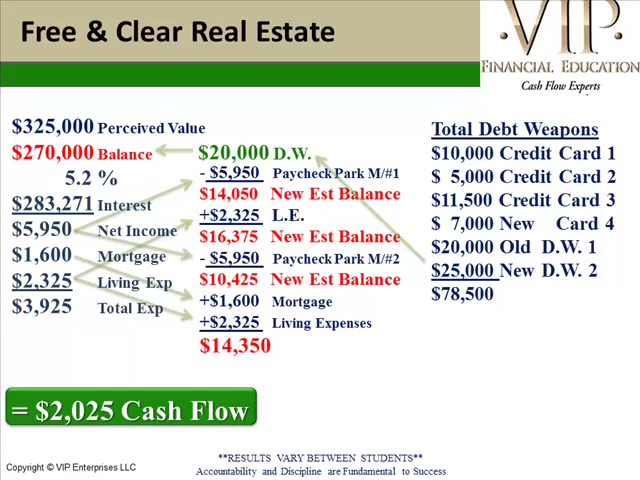 Free & Clear Real Estate
VIP
FINANCIAL EDUCATION
Cash Flow Experts
$325,000 Perceived Value
$270,000 Balance
5.2 %
$283,271 Interest
$5,950 Net Income
$1,600 Mortgage
$2,325 Living Exp
$3,925 Total Exp
$20,000 D.W.
- $5,950 Paycheck Park M/#1
$14,050 New Est Balance
+$2,325 L.E.
$16,375 New Est Balance
- $5,950 Paycheck Park M/#2
$10,425 New Est Balance
+$1,600 Mortgage
+$2,325 Living Expenses
$14,350
Total Debt Weapons
$10,000 Credit Card 1
$ 5,000 Credit Card 2
$11,500 Credit Card 3
$ 7,000 New Card 4
$20,000 Old D.W. 1
$25,000 New D.W. 2
$78,500
= $2,025 Cash Flow
Copyright © VIP Enterprises LLC
**RESULTS VARY BETWEEN STUDENTS**
Accountability and Discipline are Fundamental to Success